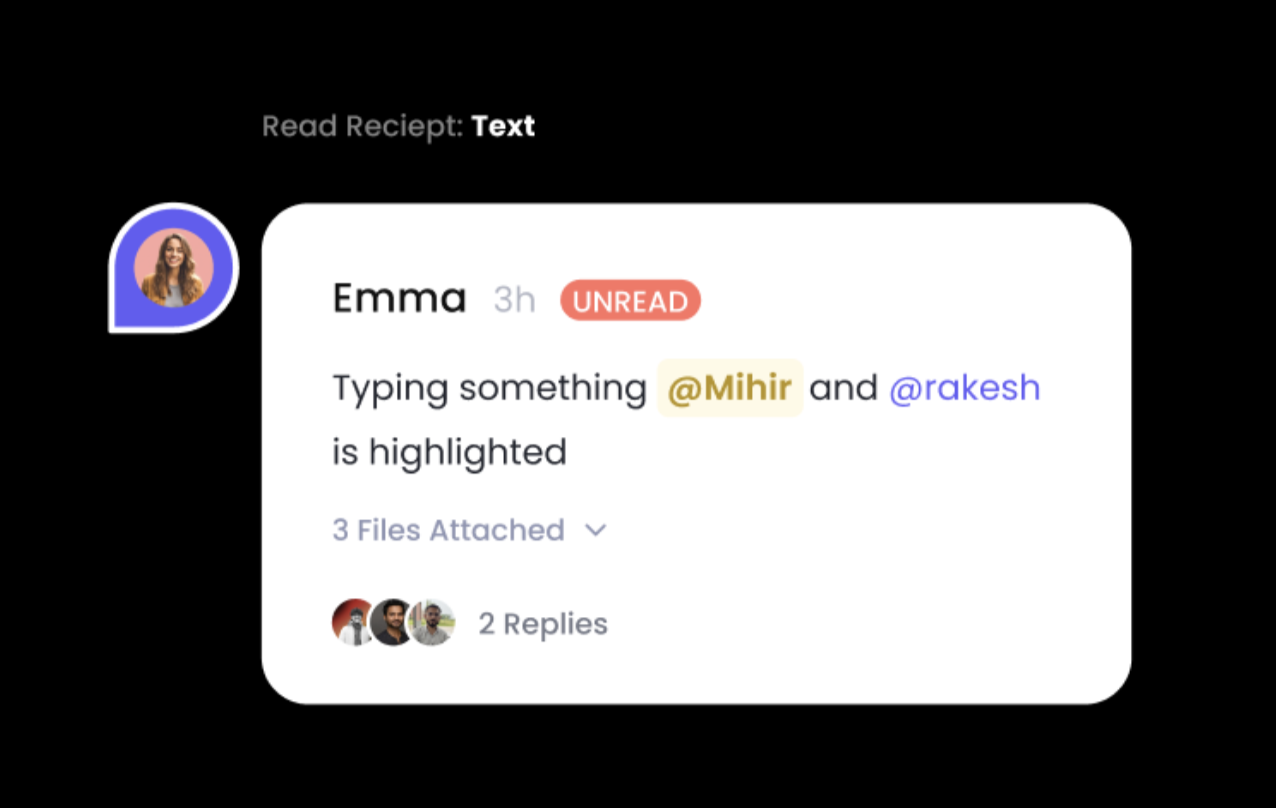 Read Reciept: Text
Emma 3h UNREAD
Typing something @Mihir and @rakesh
is highlighted
3 Files Attached
2 Replies